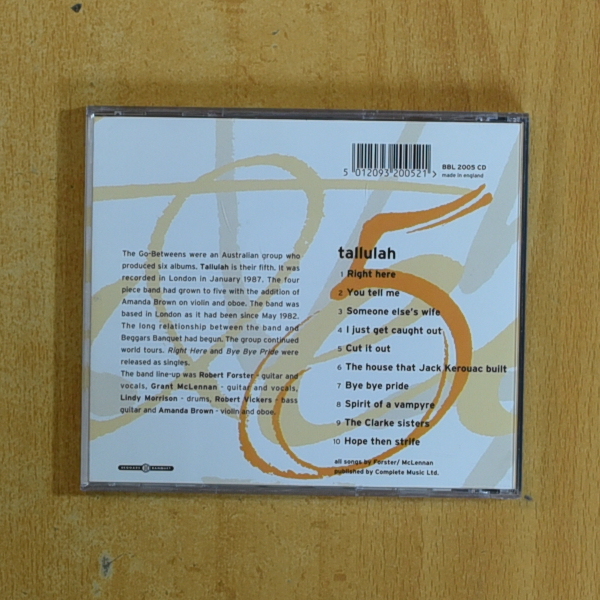 5 012093 200521 >
BBL 2005 CD
made in england
The Go-Betweens were an Australian group who
produced six albums. Tallulah is their fifth. It was
recorded in London in January 1987. The four
piece band had grown to five with the addition of
Amanda Brown on violin and oboe. The band was
based in London as it had been since May 1982.
The long relationship between the band and
Beggars Banquet had begun. The group continued
world tours. Right Here and Bye Bye Pride were
released as singles.
The band line-up was Robert Forster - guitar and
vocals, Grant McLennan - guitar and vocals,
Lindy Morrison - drums, Robert Vickers - bass
guitar and Amanda Brown - violin and oboe.
BEGGARS BANQUET
tallulah
1 Right here
2 You tell me
3 Someone else's wife
4 I just get caught out
5 Cut it out
6 The house that Jack Kerouac built
7 Bye bye pride
8 Spirit of a vampyre
9 The Clarke sisters
10 Hope then strife
all songs by Forster/ McLennan
published by Complete Music Ltd.
5